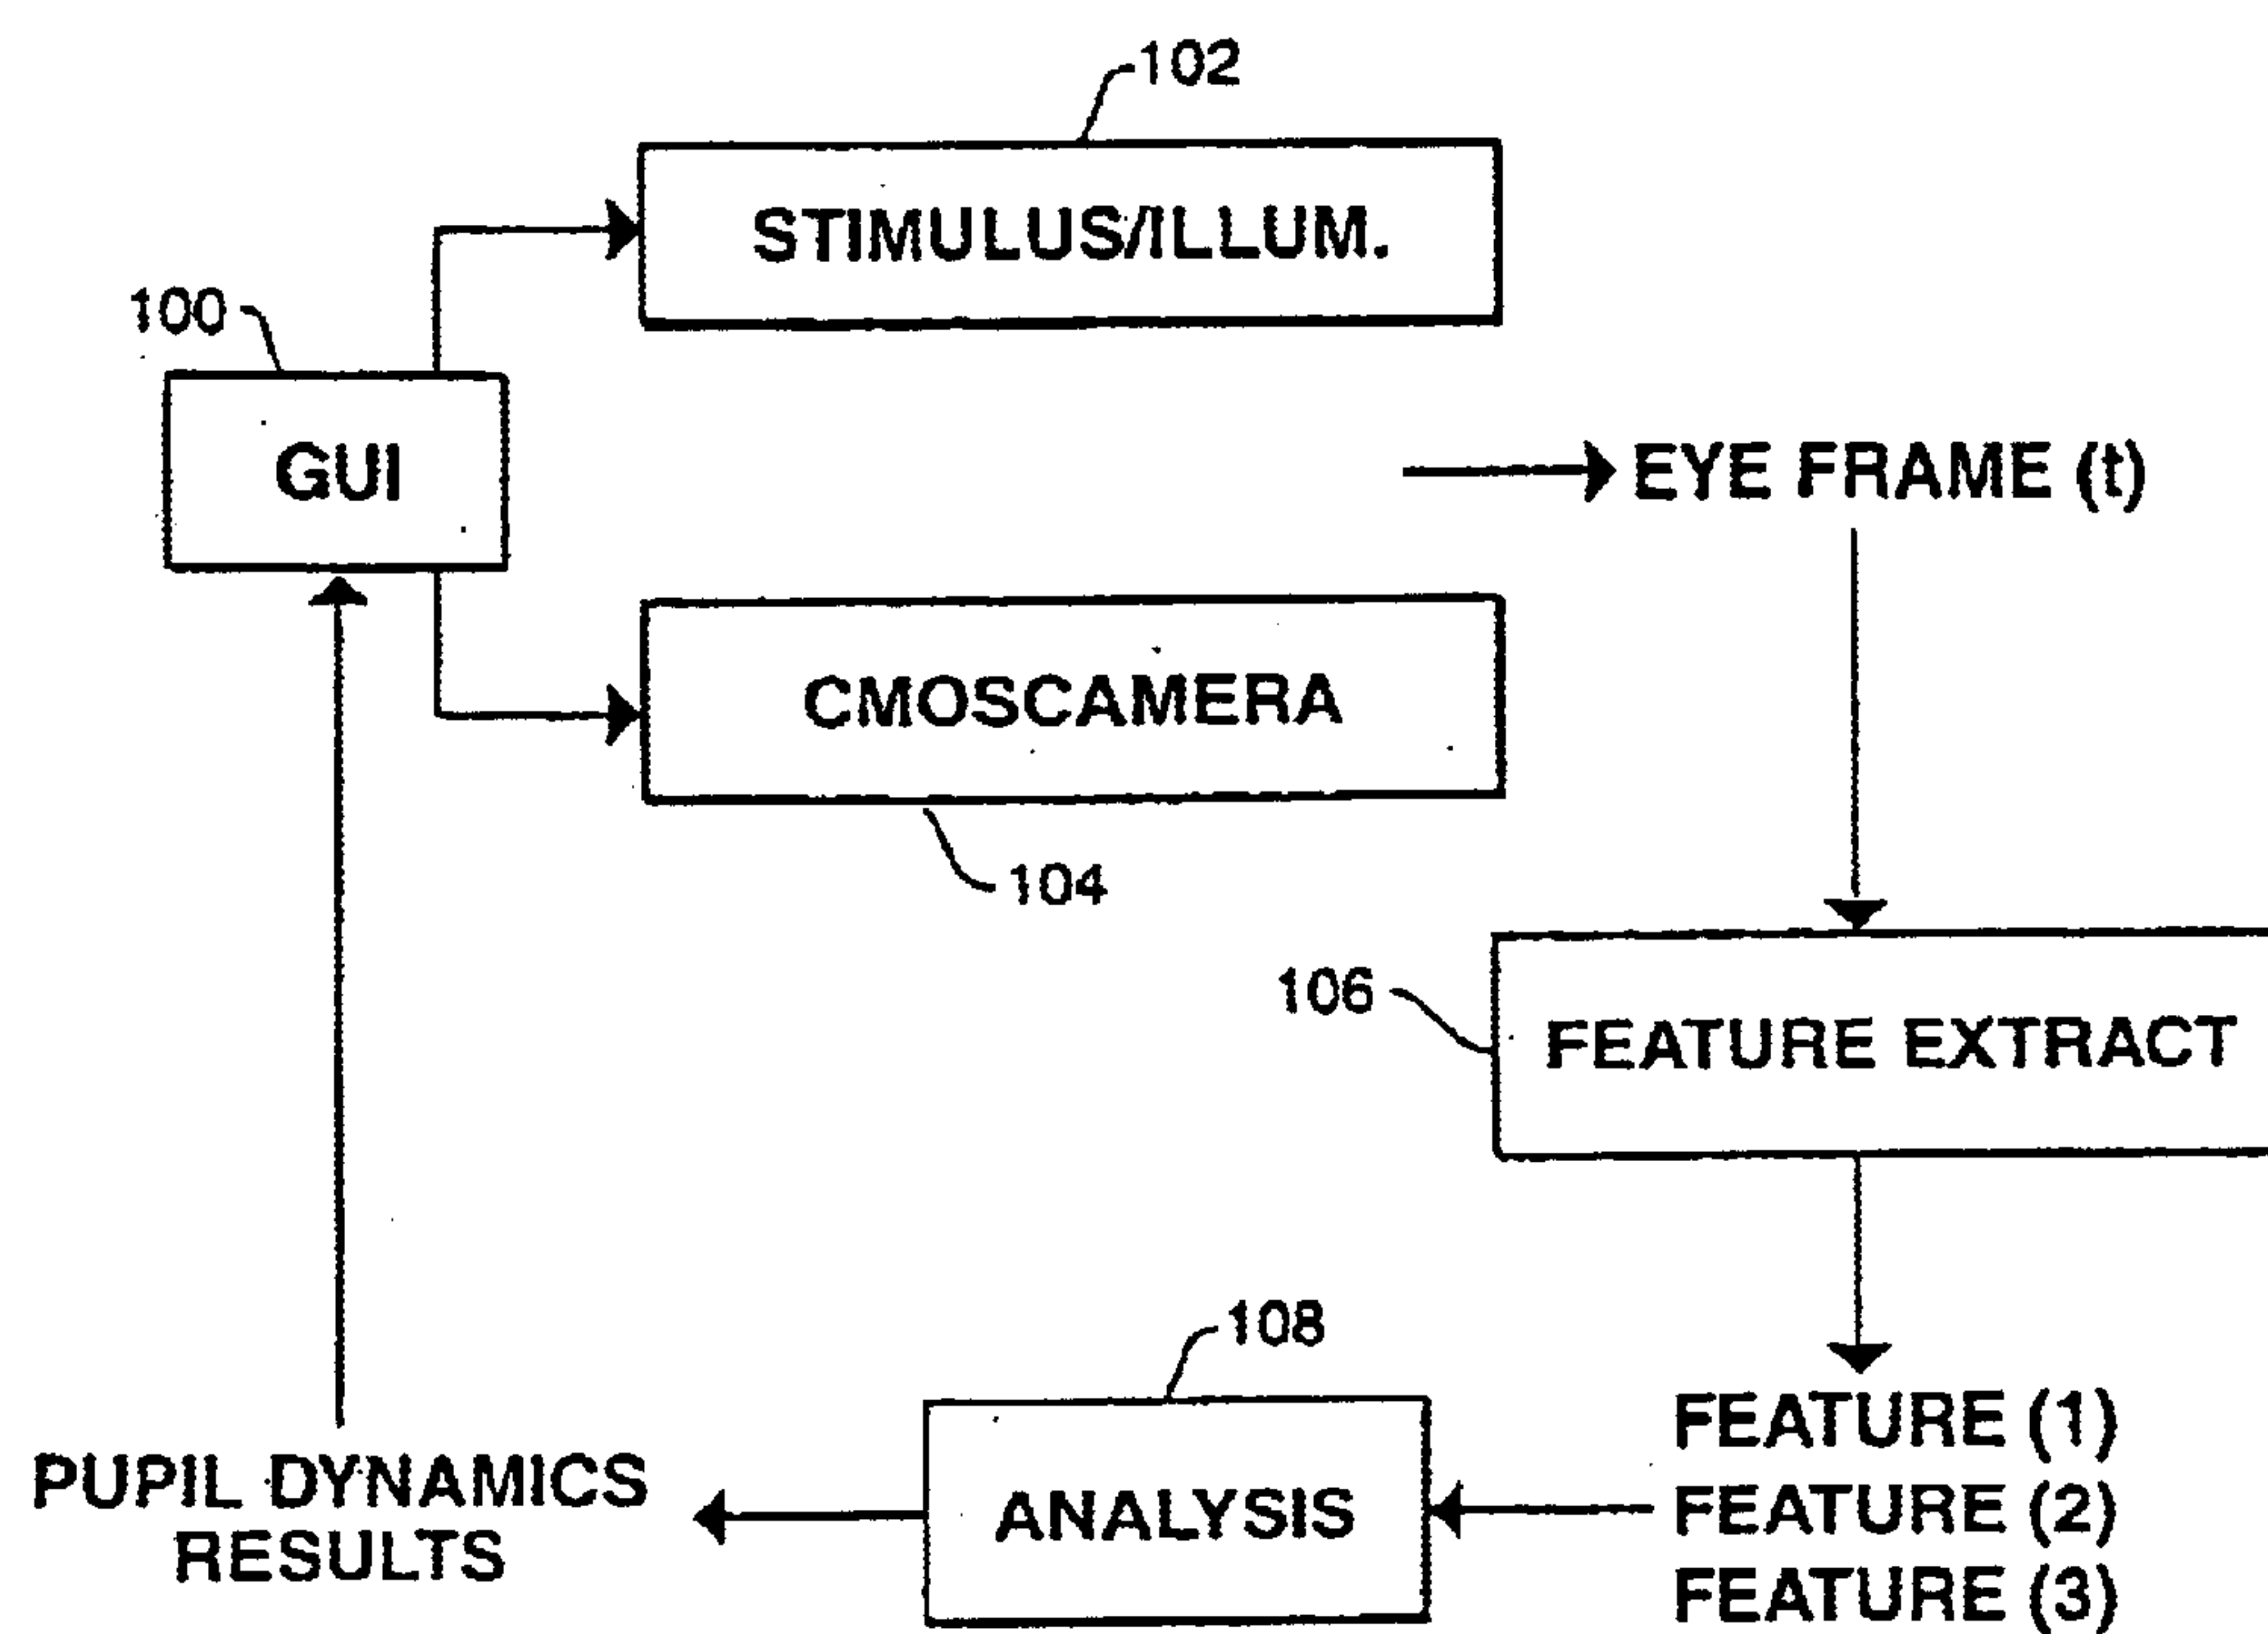 102
STIMULUS/ILLUM.
100
GUI
EYE FRAME (t)
CMOSCAMERA
104
106
FEATURE EXTRACT
108
FEATURE (1)
PUPIL DYNAMICS
RESULTS
ANALYSIS
FEATURE (2)
FEATURE (3)